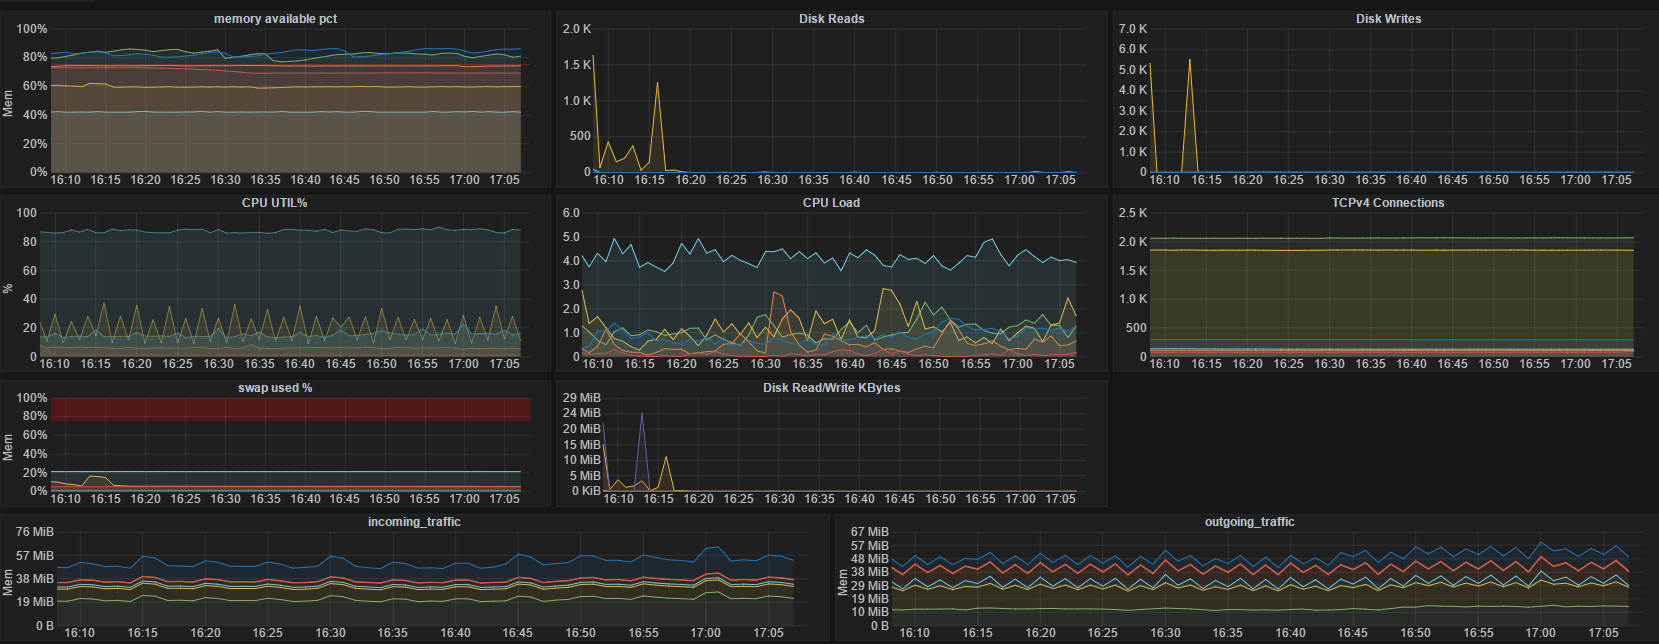 memory available pct
100%
80%
60%
40%
20%
0%
Mem
16:10 16:15 16:20 16:25 16:30 16:35 16:40 16:45 16:50 16:55 17:00 17:05
Disk Reads
2.0 K
1.5 K
1.0 K
500
0
16:10 16:15 16:20 16:25 16:30 16:35 16:40 16:45 16:50 16:55 17:00 17:05
Disk Writes
7.0 K
6.0 K
5.0 K
4.0 K
3.0 K
2.0 K
1.0 K
0
16:10 16:15 16:20 16:25 16:30 16:35 16:40 16:45 16:50 16:55 17:00 17:05
CPU UTIL%
100
80
60
40
20
0
%
16:10 16:15 16:20 16:25 16:30 16:35 16:40 16:45 16:50 16:55 17:00 17:05
CPU Load
6.0
5.0
4.0
3.0
2.0
1.0
0
16:10 16:15 16:20 16:25 16:30 16:35 16:40 16:45 16:50 16:55 17:00 17:05
TCPv4 Connections
2.5 K
2.0 K
1.5 K
1.0 K
500
0
16:10 16:15 16:20 16:25 16:30 16:35 16:40 16:45 16:50 16:55 17:00 17:05
swap used %
100%
80%
60%
40%
20%
0%
Mem
16:10 16:15 16:20 16:25 16:30 16:35 16:40 16:45 16:50 16:55 17:00 17:05
Disk Read/Write KBytes
29 MiB
24 MiB
20 MiB
15 MiB
10 MiB
5 MiB
0 KiB
16:10 16:15 16:20 16:25 16:30 16:35 16:40 16:45 16:50 16:55 17:00 17:05
incoming_traffic
76 MiB
57 MiB
38 MiB
19 MiB
0 B
Mem
16:10 16:15 16:20 16:25 16:30 16:35 16:40 16:45 16:50 16:55 17:00 17:05
outgoing_traffic
67 MiB
57 MiB
48 MiB
38 MiB
29 MiB
19 MiB
10 MiB
0 B
Mem
16:10 16:15 16:20 16:25 16:30 16:35 16:40 16:45 16:50 16:55 17:00 17:05